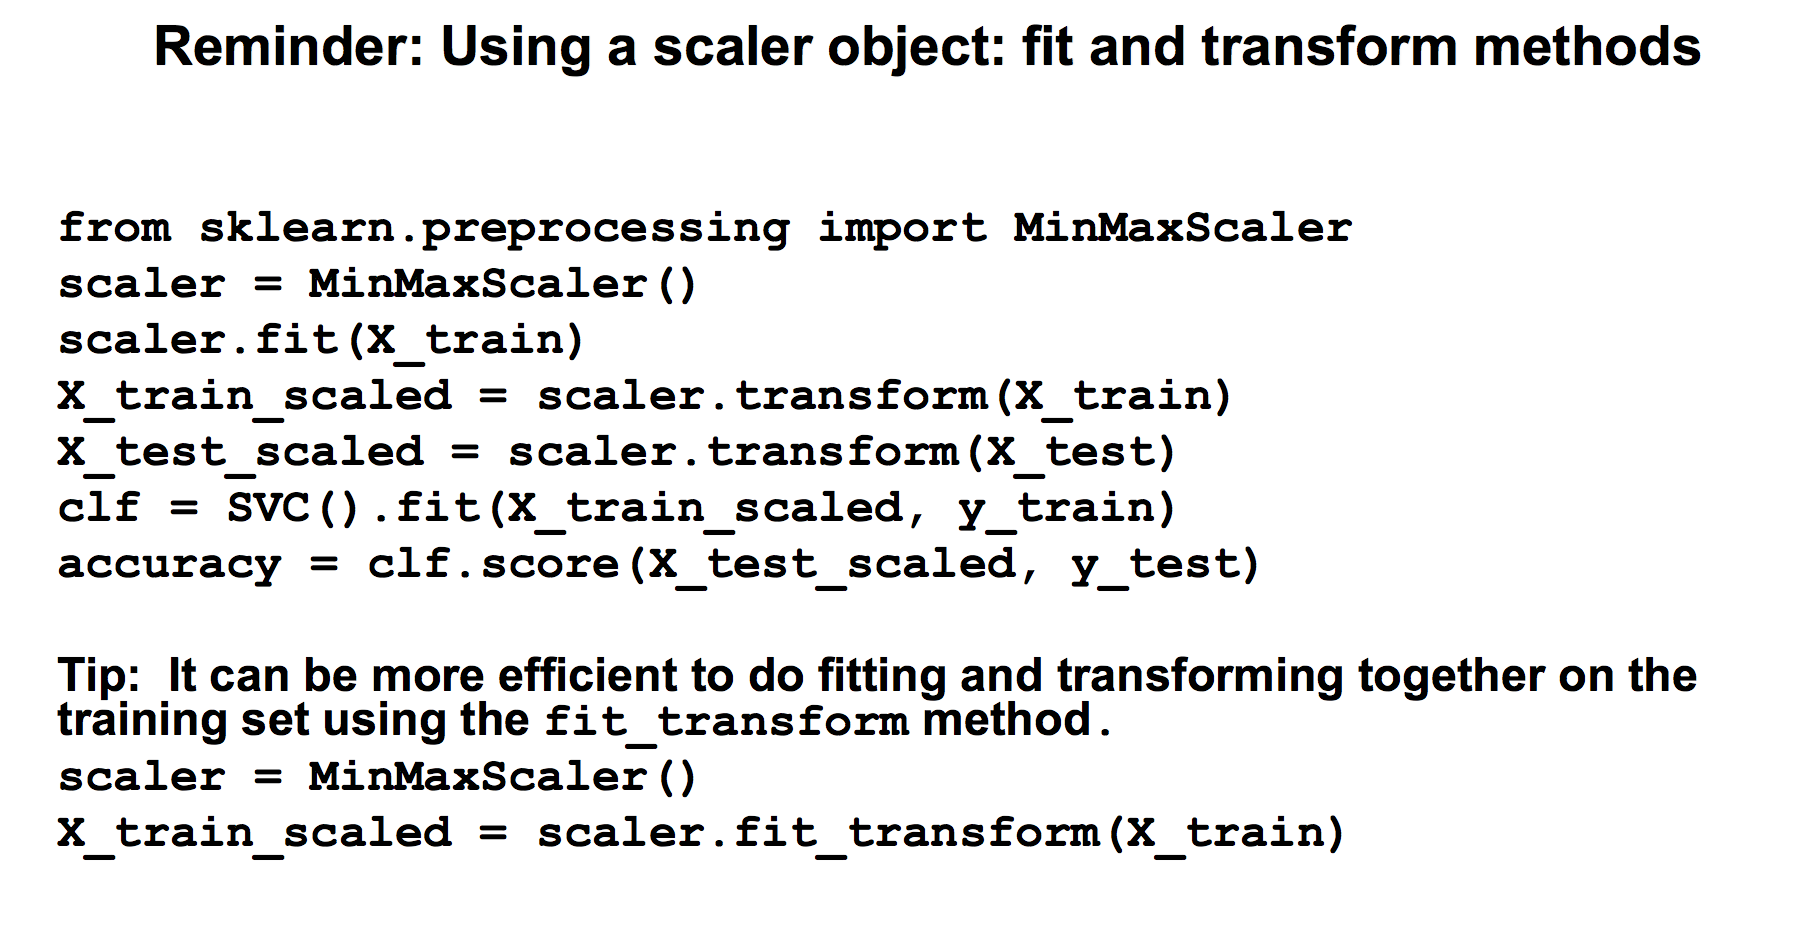 Reminder: Using a scaler object: fit and transform methods
from sklearn.preprocessing import MinMaxScaler
scaler = MinMaxScaler()
scaler.fit(X_train)
X_train_scaled = scaler.transform(X_train)
X_test_scaled = scaler.transform(X_test)
clf = SVC().fit(X_train_scaled, y_train)
accuracy = clf.score(X_test_scaled, y_test)
Tip: It can be more efficient to do fitting and transforming together on the
training set using the fit_transform method.
scaler = MinMaxScaler()
X_train_scaled = scaler.fit_transform(X_train)